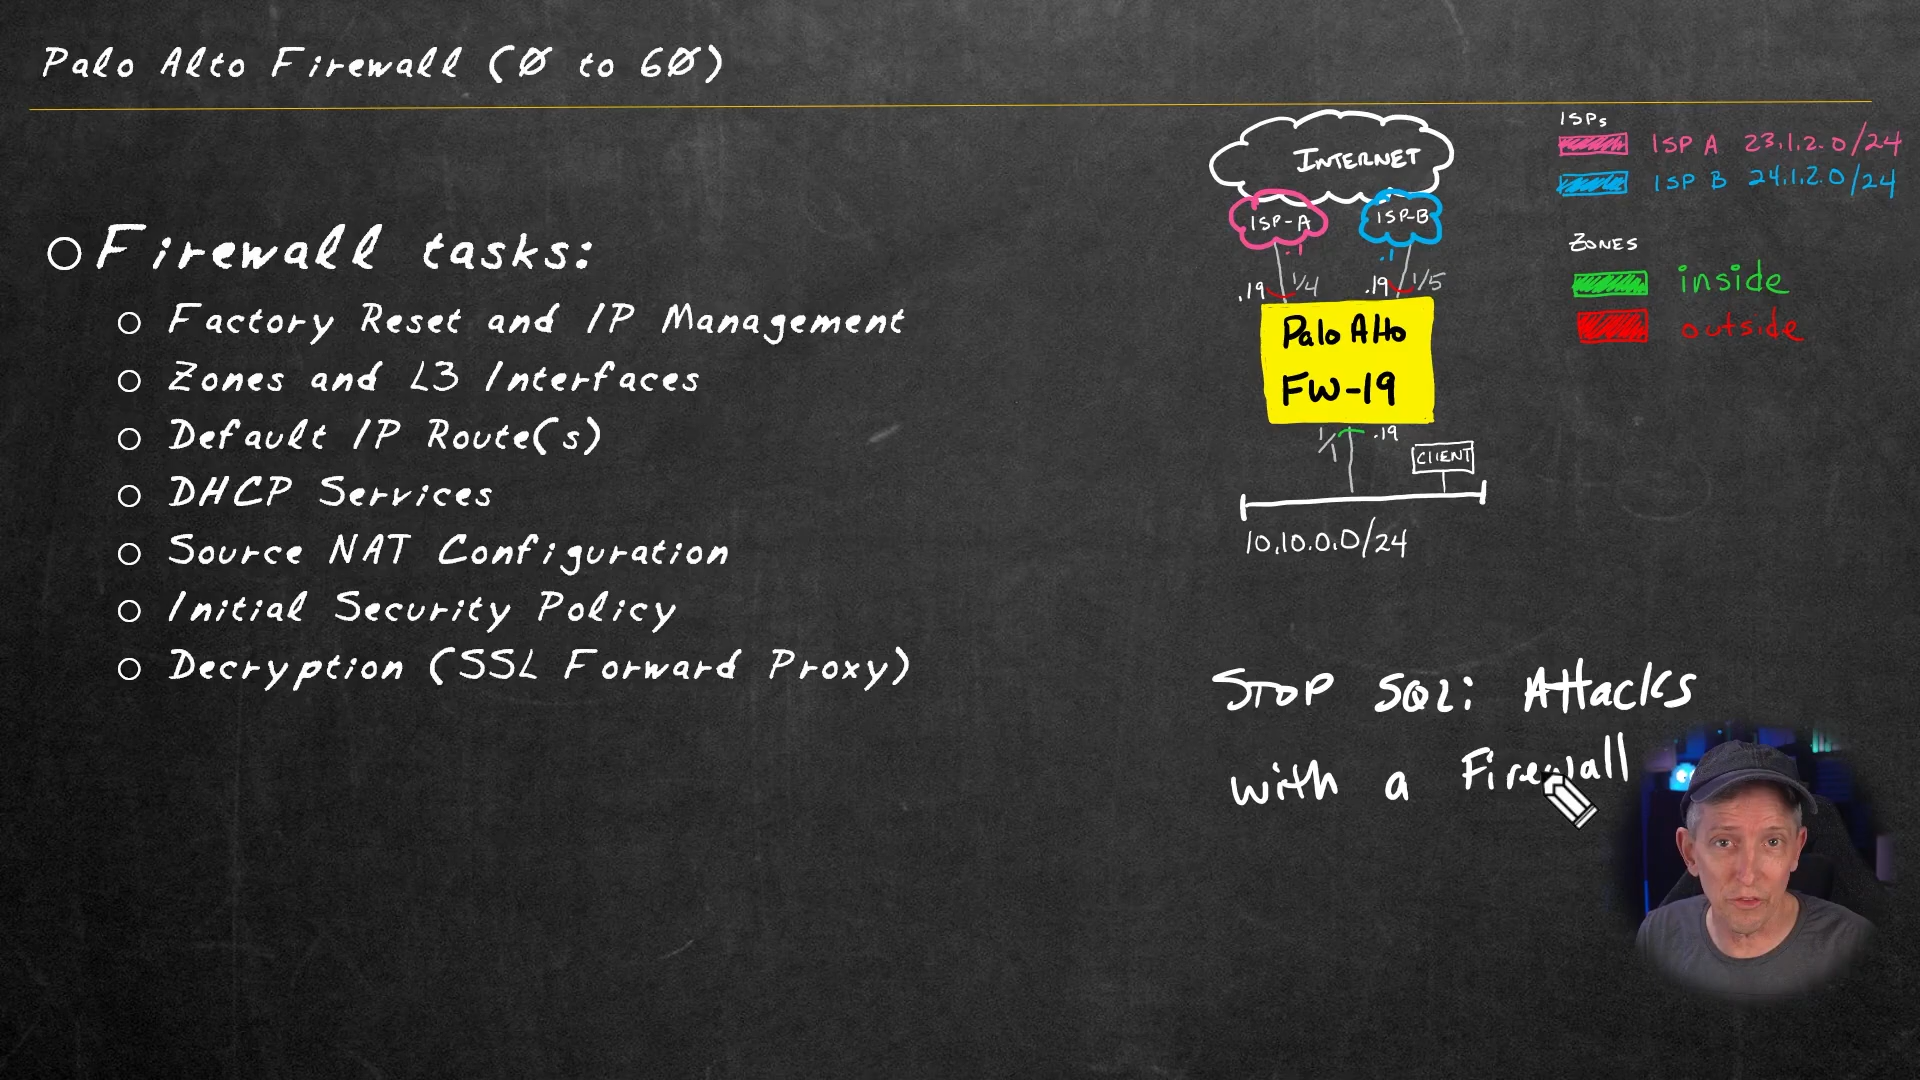 Palo Alto Firewall (0 to 60)
Firewall tasks:
Factory Reset and IP Management
Zones and L3 Interfaces
Default IP Route(s)
DHCP Services
Source NAT Configuration
Initial Security Policy
Decryption (SSL Forward Proxy)
INTERNET
ISP-A
ISP-B
.1
.1
.19
1/4
.19
1/5
Palo Alto
FW-19
1/1
.19
CLIENT
10.10.0.0/24
ISPs
ISP A 23.1.2.0/24
ISP B 24.1.2.0/24
ZONES
inside
outside
STOP SQLi Attacks
with a Firewall